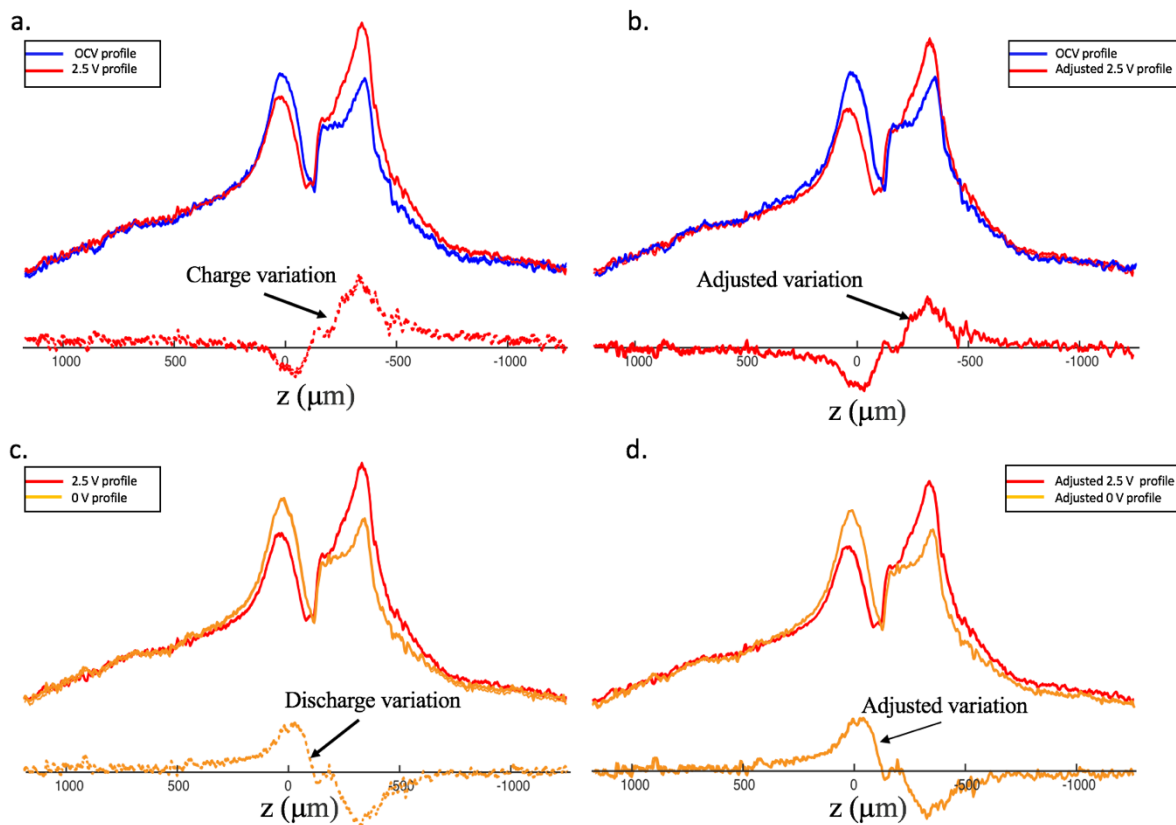 a.
OCV profile
2.5 V profile
Charge variation
1000 500 0 -500 -1000
z (μm)
b.
OCV profile
Adjusted 2.5 V profile
Adjusted variation
1000 500 0 -500 -1000
z (μm)
c.
2.5 V profile
0 V profile
Discharge variation
1000 500 0 -500 -1000
z (μm)
d.
Adjusted 2.5 V profile
Adjusted 0 V profile
Adjusted variation
1000 500 0 -500 -1000
z (μm)